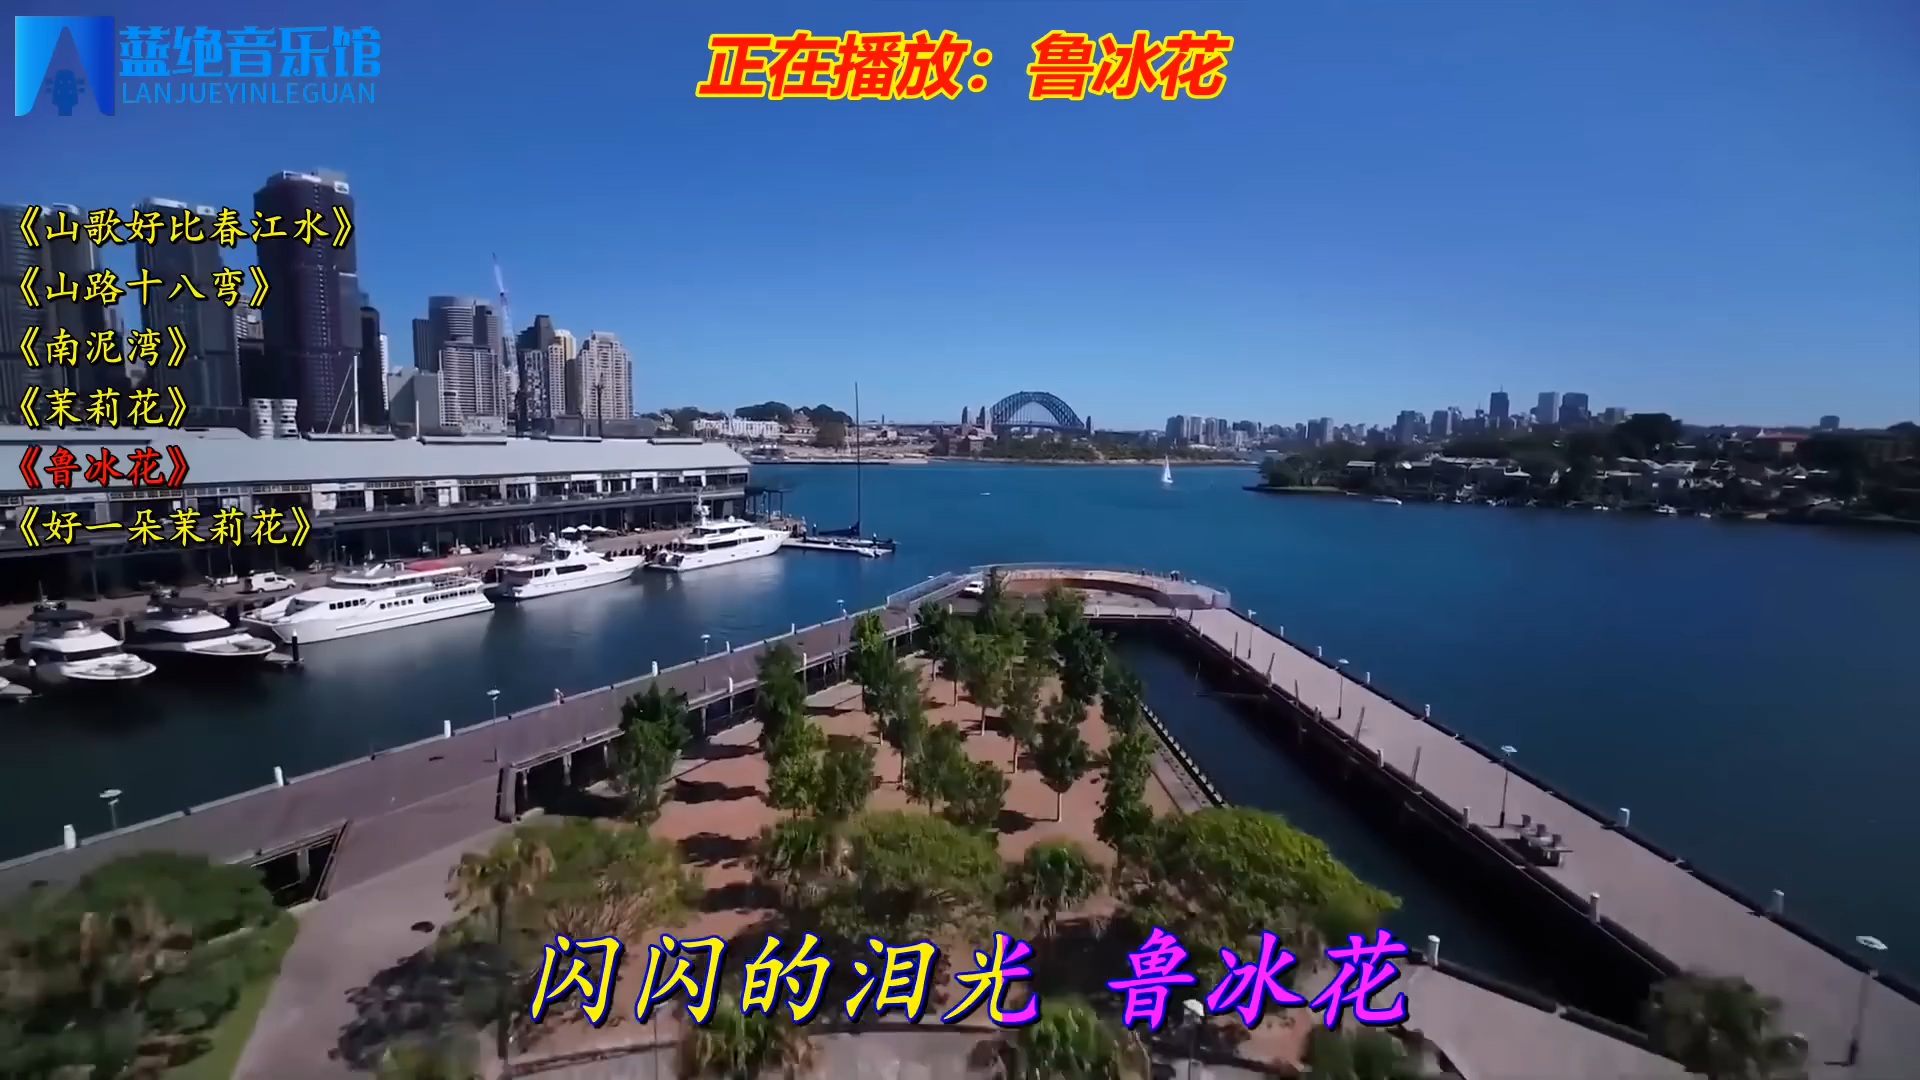 蓝绝音乐馆
LANJUEYINLEGUAN
正在播放：鲁冰花
《山歌好比春江水》
《山路十八弯》
《南泥湾》
《茉莉花》
《鲁冰花》
《好一朵茉莉花》
闪闪的泪光 鲁冰花